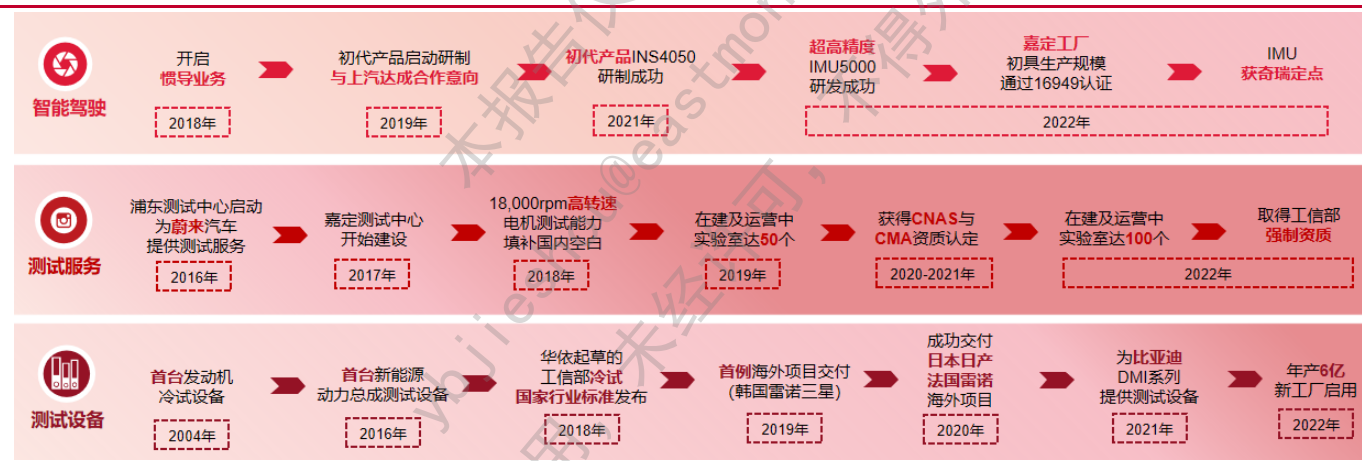 智能驾驶
开启
惯导业务
2018年
初代产品启动研制
与上汽达成合作意向
2019年
初代产品INS4050
研制成功
2021年
超高精度
IMU5000
研发成功
嘉定工厂
初具生产规模
通过16949认证
IMU
获奇瑞定点
2022年
测试服务
浦东测试中心启动
为蔚来汽车
提供测试服务
2016年
嘉定测试中心
开始建设
2017年
18,000rpm高转速
电机测试能力
填补国内空白
2018年
在建及运营中
实验室达50个
2019年
获得CNAS与
CMA资质认定
2020-2021年
在建及运营中
实验室达100个
取得工信部
强制资质
2022年
测试设备
首台发动机
冷试设备
2004年
首台新能源
动力总成测试设备
2016年
华依起草的
工信部冷试
国家行业标准发布
2018年
首例海外项目交付
(韩国雷诺三星)
2019年
成功交付
日本日产
法国雷诺
海外项目
2020年
为比亚迪
DMI系列
提供测试设备
2021年
年产6亿
新工厂启用
2022年
本报告仅
ybjieshou@eastmon
用，未经许可，不得外